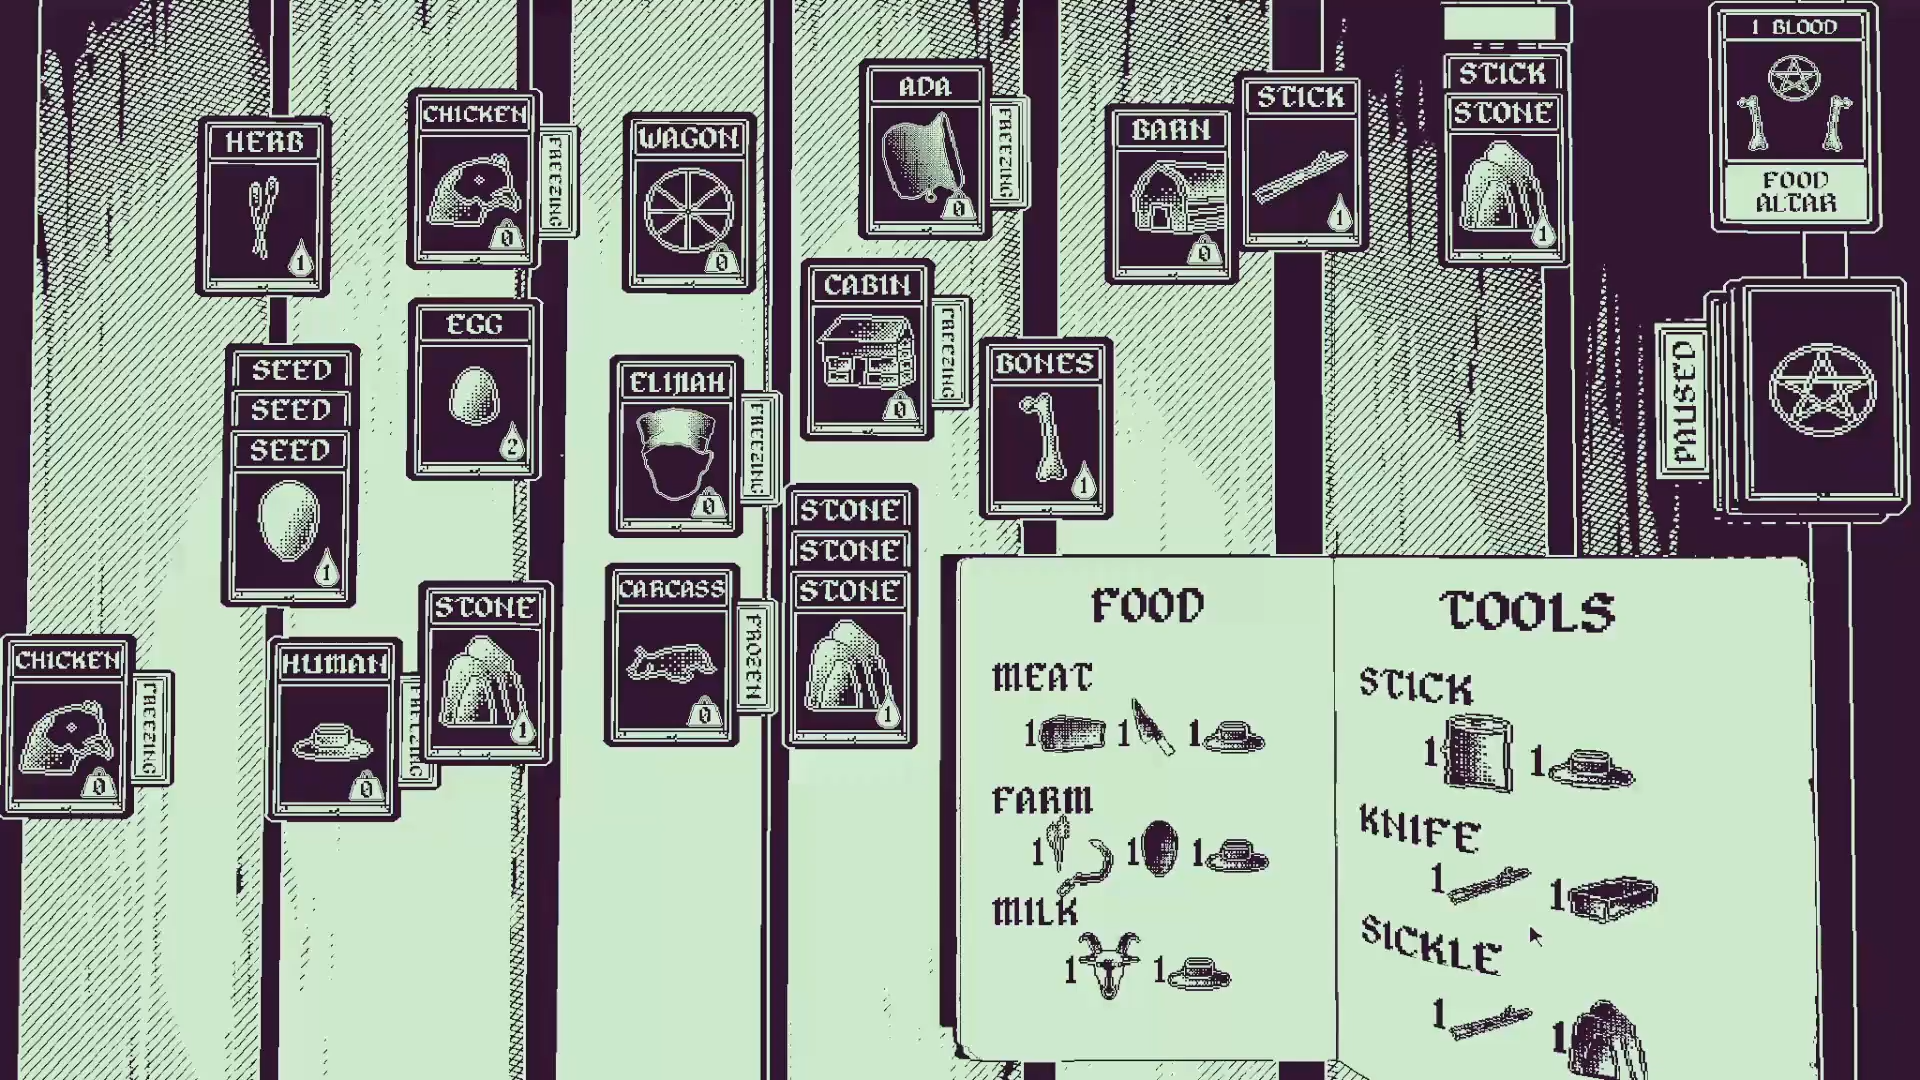 HERB
1
CHICKEN
0
FREEZING
WAGON
0
ADA
0
FREEZING
BARN
0
STICK
1
STICK
STONE
1
1 BLOOD
FOOD
ALTAR
SEED
SEED
SEED
1
EGG
2
ELIJAH
0
FREEZING
CABIN
0
FREEZING
BONES
1
PAUSED
CHICKEN
0
FREEZING
HUMAN
0
FREEZING
STONE
1
CARCASS
0
FROZEN
STONE
STONE
STONE
1
FOOD
MEAT
1 1 1
FARM
1 1 1
MILK
1 1
TOOLS
STICK
1 1
KNIFE
1 1
SICKLE
1 1